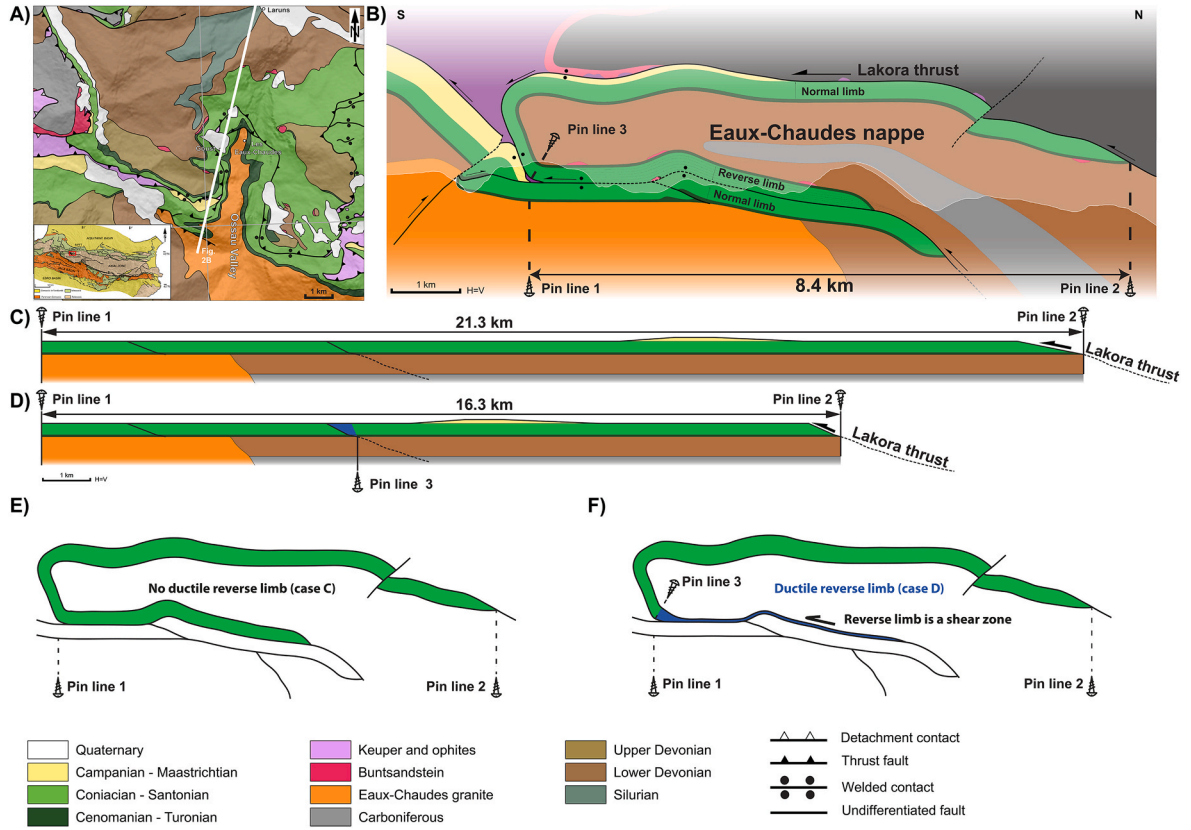 A)
Laruns
N
Ossau Valley
Fig.
2B
1 km
B)
S
N
Lakora thrust
Normal limb
Pin line 3
Eaux-Chaudes nappe
Reverse limb
Normal limb
1 km
H=V
Pin line 1
8.4 km
Pin line 2
C)
Pin line 1
21.3 km
Pin line 2
Lakora thrust
D)
Pin line 1
16.3 km
Pin line 2
Lakora thrust
1 km
H=V
Pin line 3
E)
No ductile reverse limb (case C)
Pin line 1
Pin line 2
F)
Pin line 3
Ductile reverse limb (case D)
Reverse limb is a shear zone
Pin line 1
Pin line 2
Quaternary
Campanian - Maastrichtian
Coniacian - Santonian
Cenomanian - Turonian
Keuper and ophites
Buntsandstein
Eaux-Chaudes granite
Carboniferous
Upper Devonian
Lower Devonian
Silurian
Detachment contact
Thrust fault
Welded contact
Undifferentiated fault